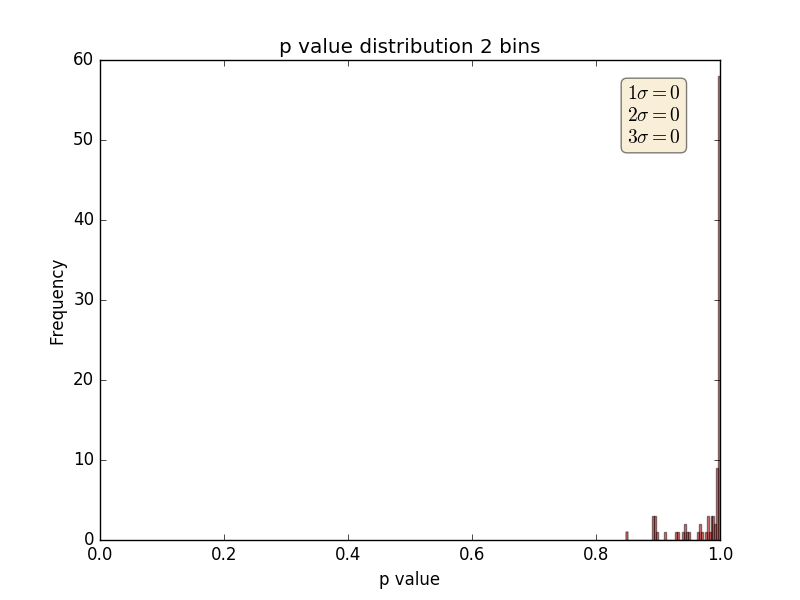 p value distribution 2 bins
60
50
40
30
20
10
0
Frequency
1σ = 0
2σ = 0
3σ = 0
0.0 0.2 0.4 0.6 0.8 1.0
p value